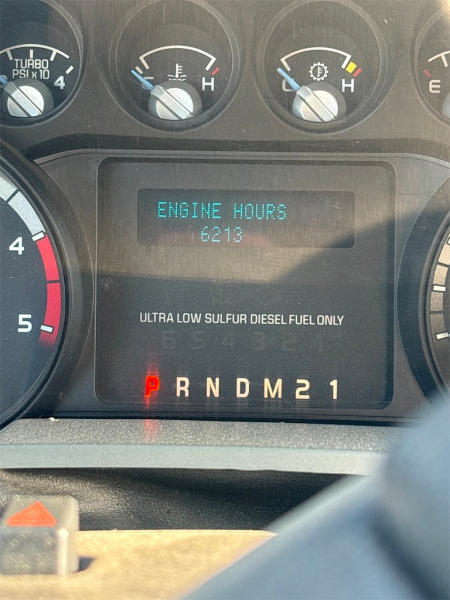 TURBO
PSI x 10
4
C H
C H
E
ENGINE HOURS
6213
4
5
ULTRA LOW SULFUR DIESEL FUEL ONLY
6 5 4 3 2 1
P R N D M 2 1